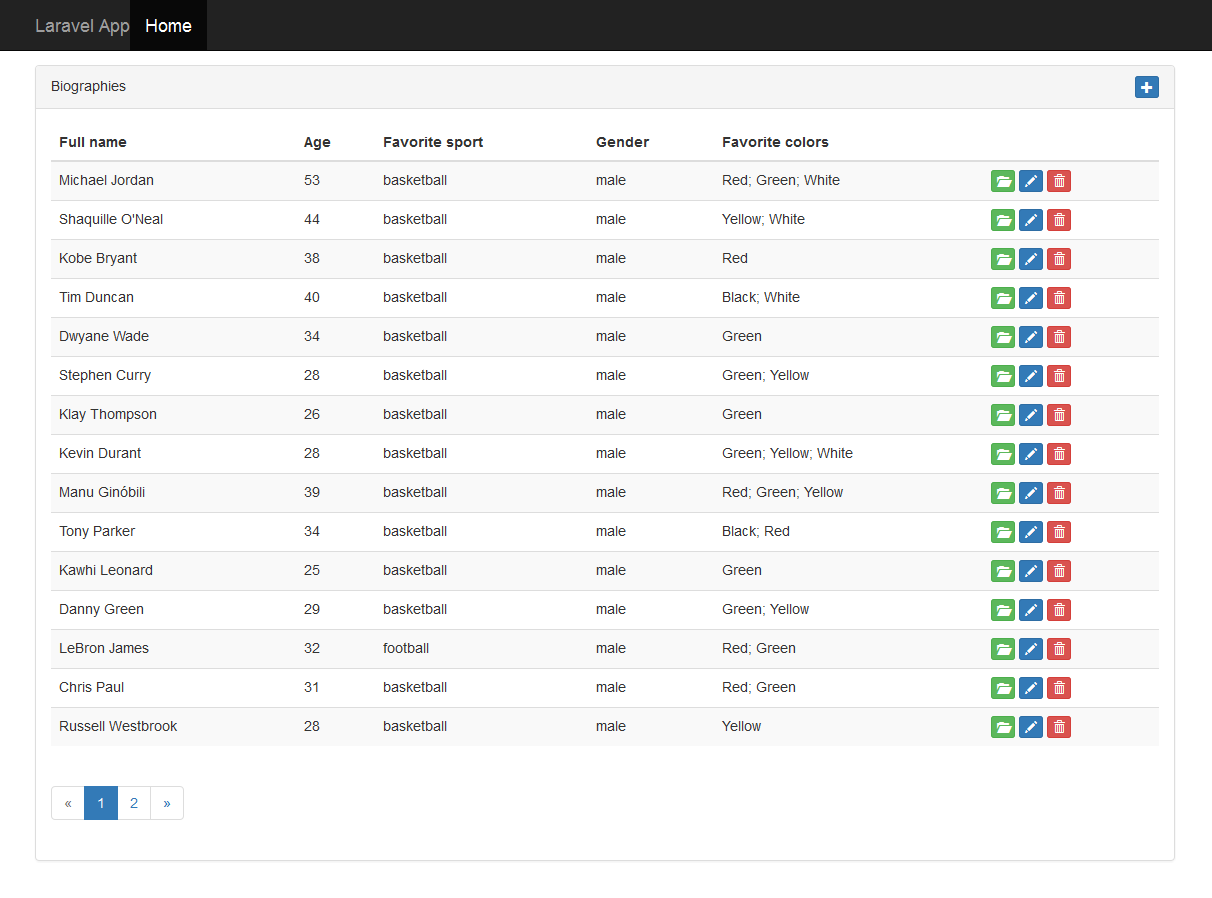 Laravel App Home
Biographies
Full name Age Favorite sport Gender Favorite colors
Michael Jordan 53 basketball male Red; Green; White
Shaquille O'Neal 44 basketball male Yellow; White
Kobe Bryant 38 basketball male Red
Tim Duncan 40 basketball male Black; White
Dwyane Wade 34 basketball male Green
Stephen Curry 28 basketball male Green; Yellow
Klay Thompson 26 basketball male Green
Kevin Durant 28 basketball male Green; Yellow; White
Manu Ginóbili 39 basketball male Red; Green; Yellow
Tony Parker 34 basketball male Black; Red
Kawhi Leonard 25 basketball male Green
Danny Green 29 basketball male Green; Yellow
LeBron James 32 football male Red; Green
Chris Paul 31 basketball male Red; Green
Russell Westbrook 28 basketball male Yellow
« 1 2 »